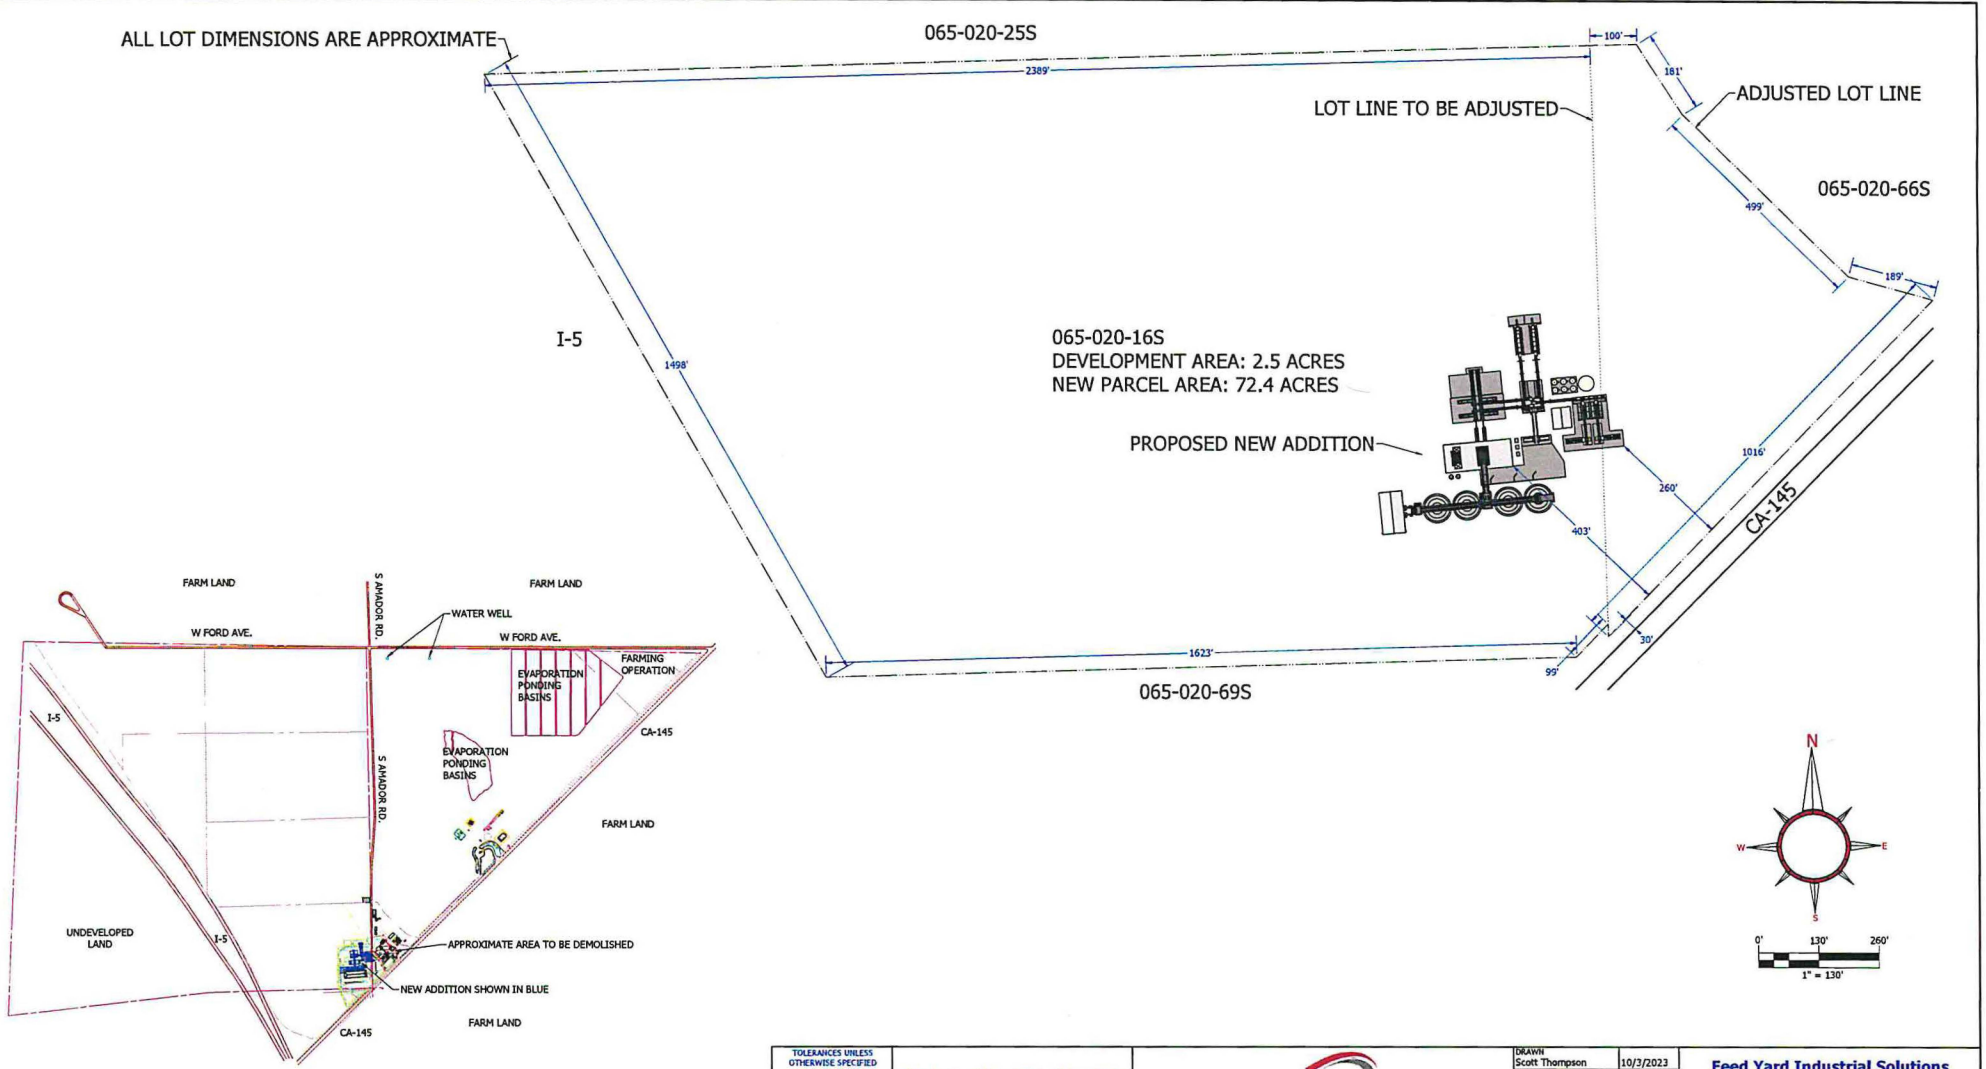 ALL LOT DIMENSIONS ARE APPROXIMATE
065-020-25S
100'
2389'
181'
LOT LINE TO BE ADJUSTED
ADJUSTED LOT LINE
065-020-66S
499'
189'
I-5
1498'
065-020-16S
DEVELOPMENT AREA: 2.5 ACRES
NEW PARCEL AREA: 72.4 ACRES
PROPOSED NEW ADDITION
1016'
260'
CA-145
403'
30'
99'
1623'
065-020-69S
FARM LAND
S AMADOR RD.
FARM LAND
WATER WELL
W FORD AVE.
W FORD AVE.
FARMING
OPERATION
EVAPORATION
PONDING
BASINS
I-5
CA-145
EVAPORATION
PONDING
BASINS
S AMADOR RD.
FARM LAND
UNDEVELOPED
LAND
I-5
APPROXIMATE AREA TO BE DEMOLISHED
NEW ADDITION SHOWN IN BLUE
CA-145
FARM LAND
N
W
E
S
0' 130' 260'
1" = 130'
TOLERANCES UNLESS
OTHERWISE SPECIFIED
DRAWN
Scott Thompson 10/3/2023
Feed Yard Industrial Solutions